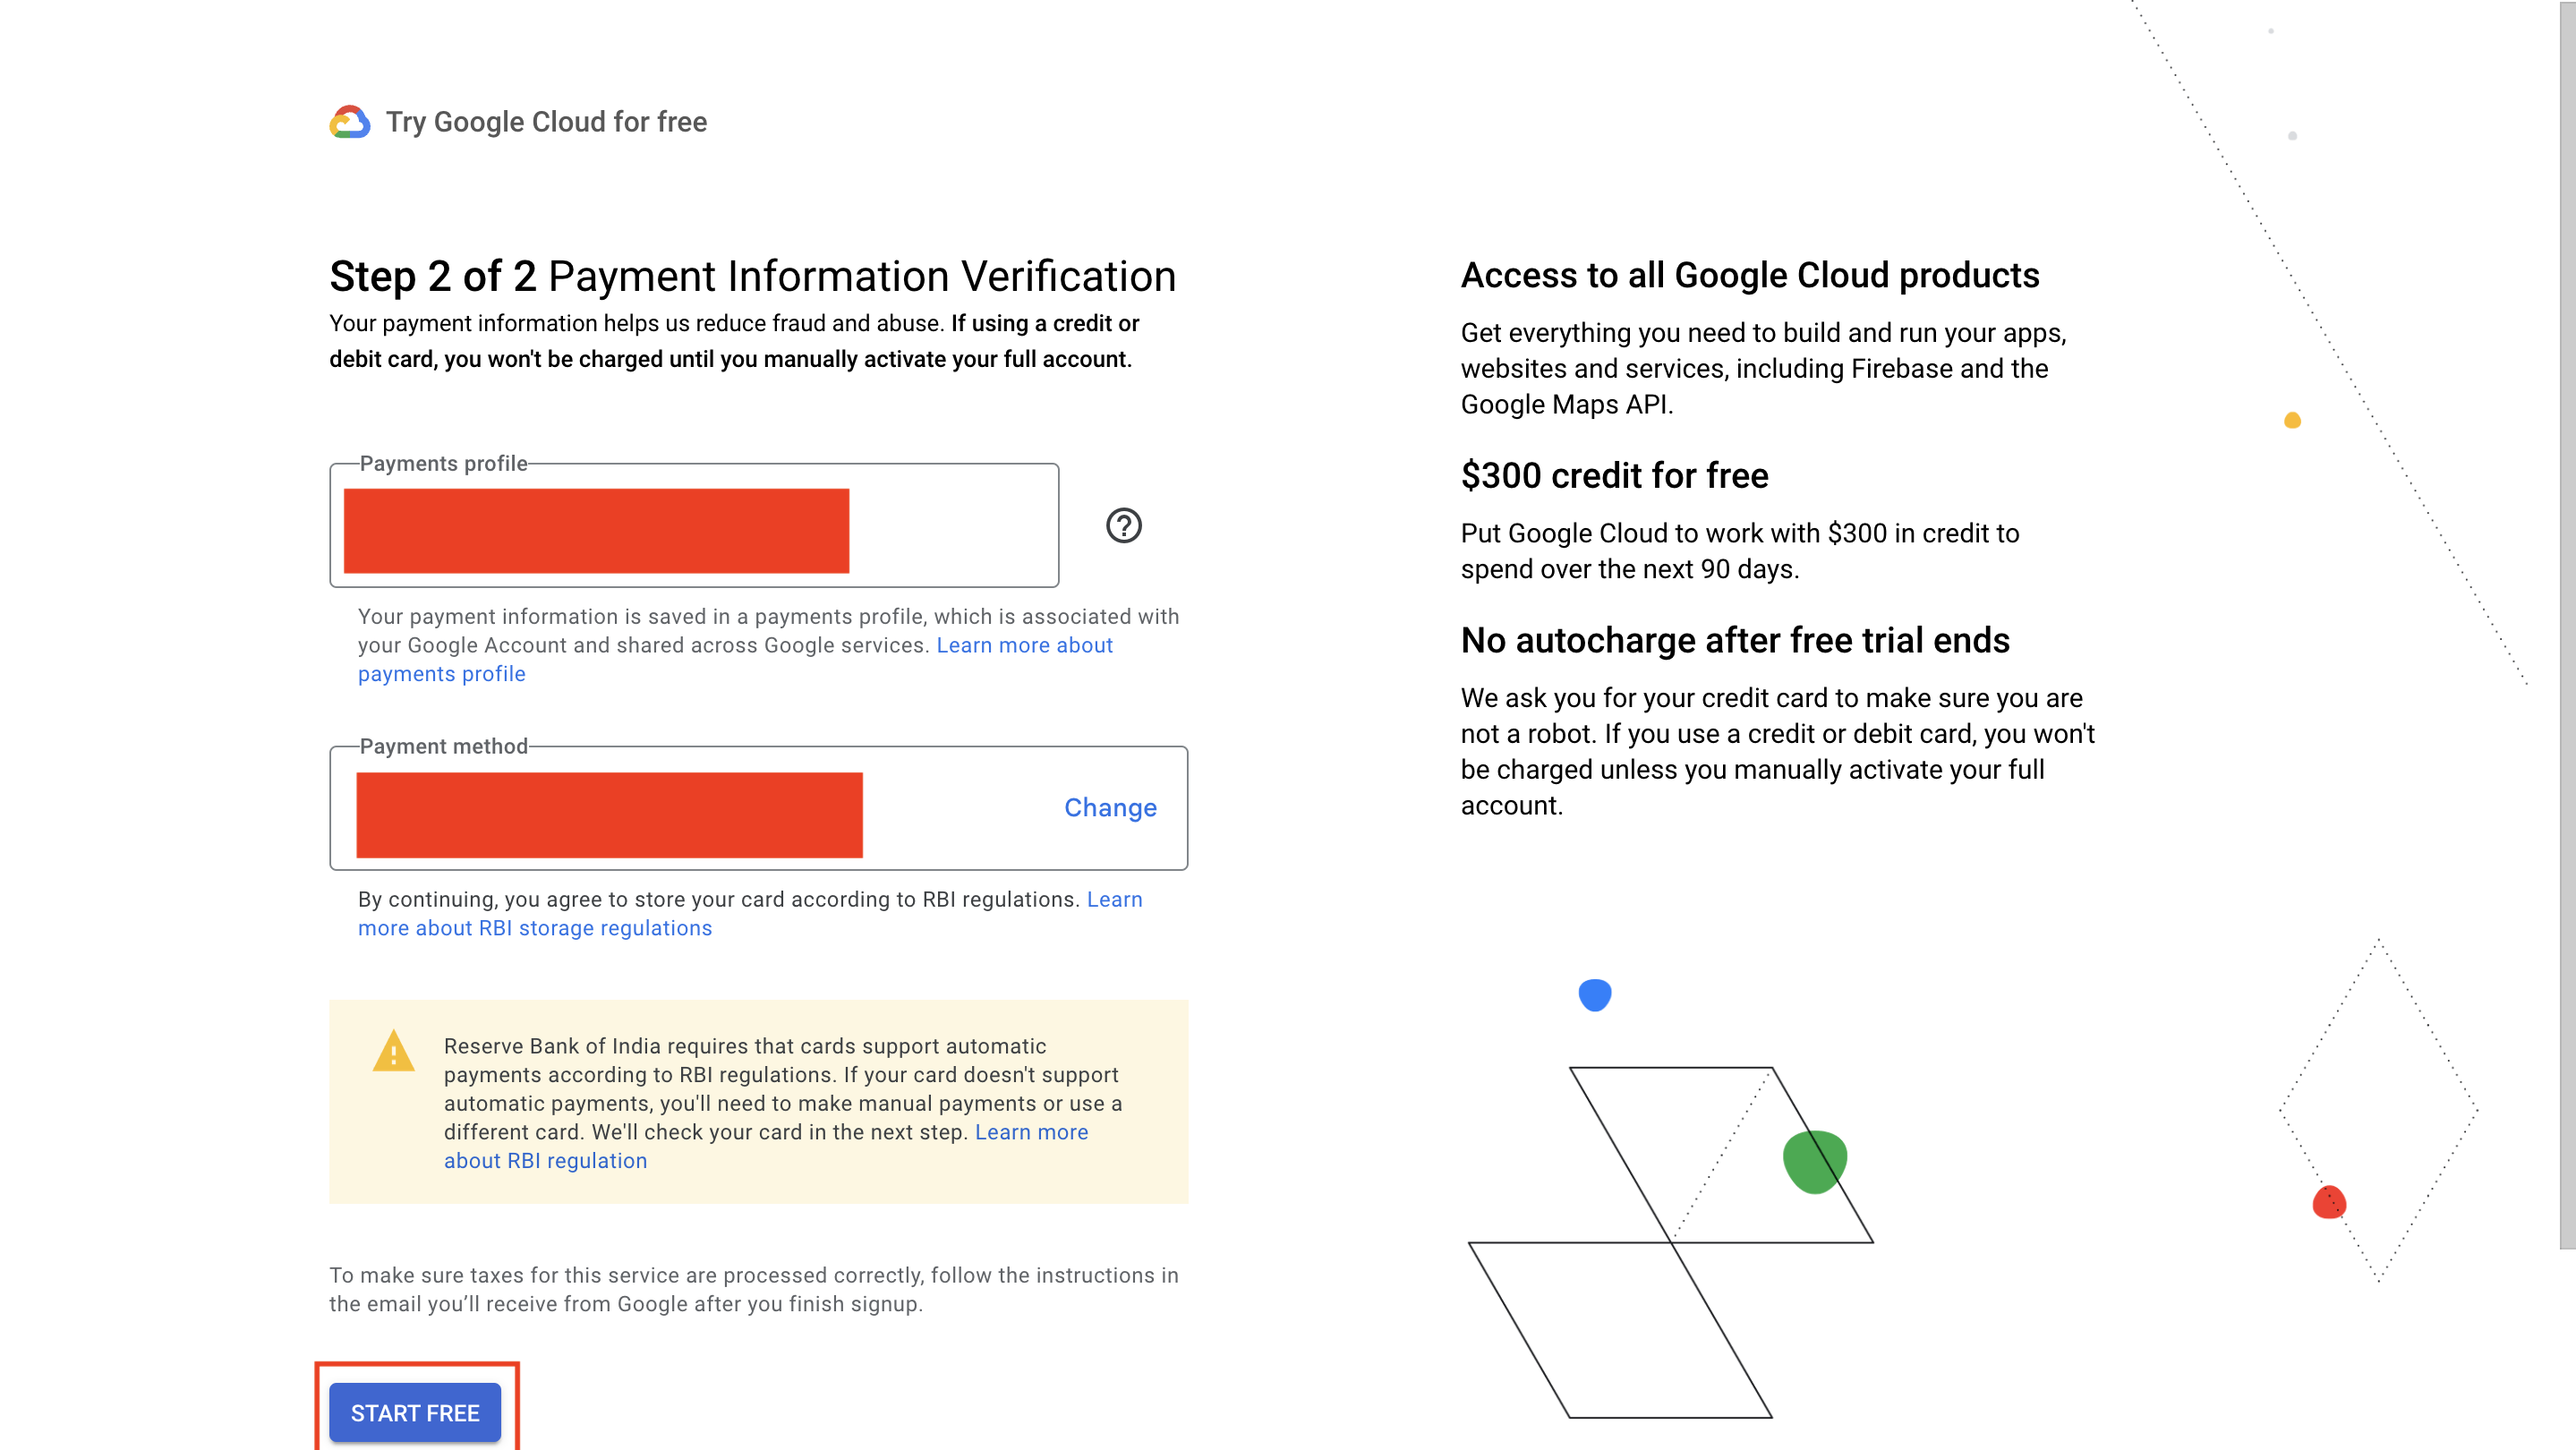 Try Google Cloud for free
Step 2 of 2 Payment Information Verification
Your payment information helps us reduce fraud and abuse. If using a credit or
debit card, you won't be charged until you manually activate your full account.
Payments profile
Your payment information is saved in a payments profile, which is associated with
your Google Account and shared across Google services. Learn more about
payments profile
Payment method
Change
By continuing, you agree to store your card according to RBI regulations. Learn
more about RBI storage regulations
Reserve Bank of India requires that cards support automatic
payments according to RBI regulations. If your card doesn't support
automatic payments, you'll need to make manual payments or use a
different card. We'll check your card in the next step. Learn more
about RBI regulation
To make sure taxes for this service are processed correctly, follow the instructions in
the email you’ll receive from Google after you finish signup.
START FREE
Access to all Google Cloud products
Get everything you need to build and run your apps,
websites and services, including Firebase and the
Google Maps API.
$300 credit for free
Put Google Cloud to work with $300 in credit to
spend over the next 90 days.
No autocharge after free trial ends
We ask you for your credit card to make sure you are
not a robot. If you use a credit or debit card, you won't
be charged unless you manually activate your full
account.